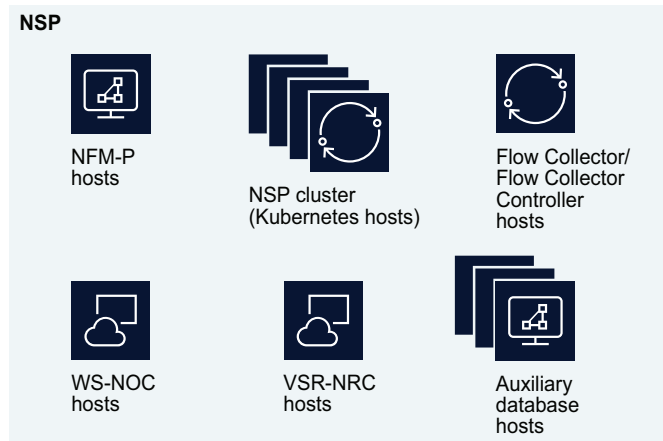 NSP
NFM-P
hosts
NSP cluster
(Kubernetes hosts)
Flow Collector/
Flow Collector
Controller
hosts
WS-NOC
hosts
VSR-NRC
hosts
Auxiliary
database
hosts